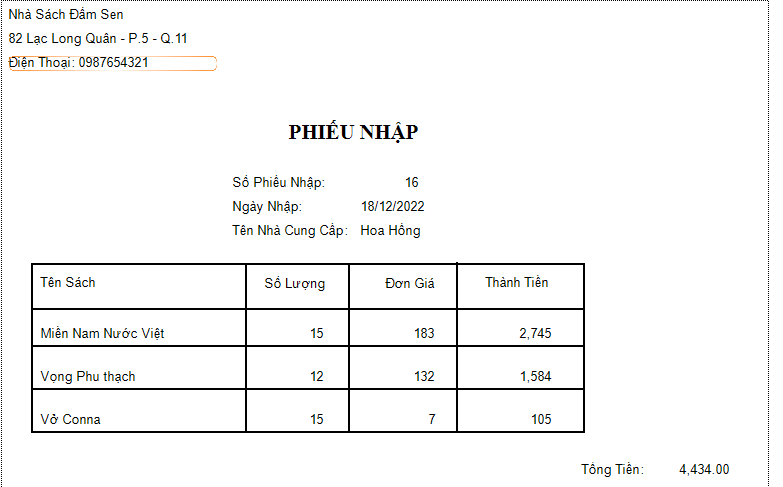 Nhà Sách Đầm Sen
82 Lạc Long Quân - P.5 - Q.11
Điện Thoại: 0987654321
PHIẾU NHẬP
Số Phiếu Nhập: 16
Ngày Nhập: 18/12/2022
Tên Nhà Cung Cấp: Hoa Hồng
Tên Sách Số Lượng Đơn Giá Thành Tiền
Miền Nam Nước Việt 15 183 2,745
Vọng Phu thạch 12 132 1,584
Vở Conna 15 7 105
Tổng Tiền: 4,434.00